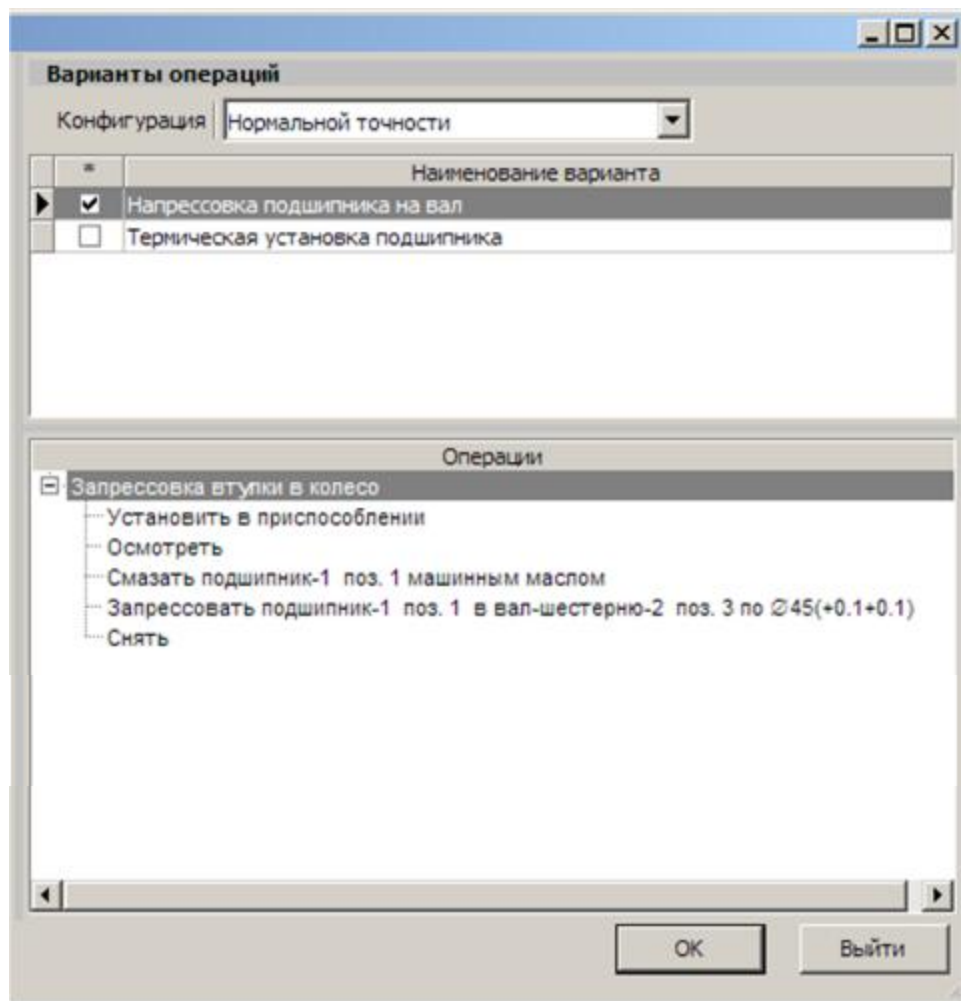 Варианты операций
Конфигурация Нормальной точности
* Наименование варианта
Напрессовка подшипника на вал
Термическая установка подшипника
Операции
Запрессовка втулки в колесо
Установить в приспособлении
Осмотреть
Смазать подшипник-1 поз. 1 машинным маслом
Запрессовать подшипник-1 поз. 1 в вал-шестерню-2 поз. 3 по ∅45(+0.1+0.1)
Снять
OK Выйти